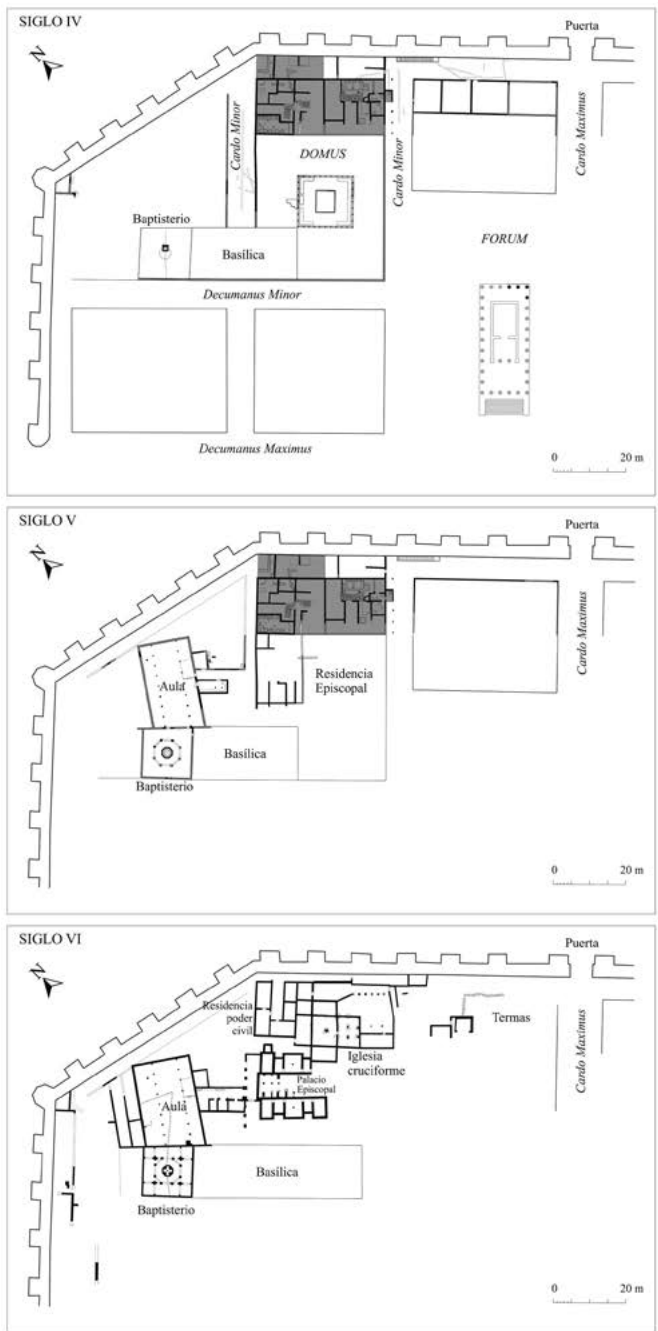 SIGLO IV
Puerta
N
Cardo Minor
Cardo Minor
Cardo Maximus
DOMUS
Baptisterio
Basílica
FORUM
Decumanus Minor
Decumanus Maximus
0 20 m
SIGLO V
Puerta
N
Cardo Maximus
Aula
Residencia
Episcopal
Basílica
Baptisterio
0 20 m
SIGLO VI
Puerta
N
Residencia
poder
civil
Termas
Cardo Maximus
Iglesia
cruciforme
Palacio
Episcopal
Aula
Basílica
Baptisterio
0 20 m